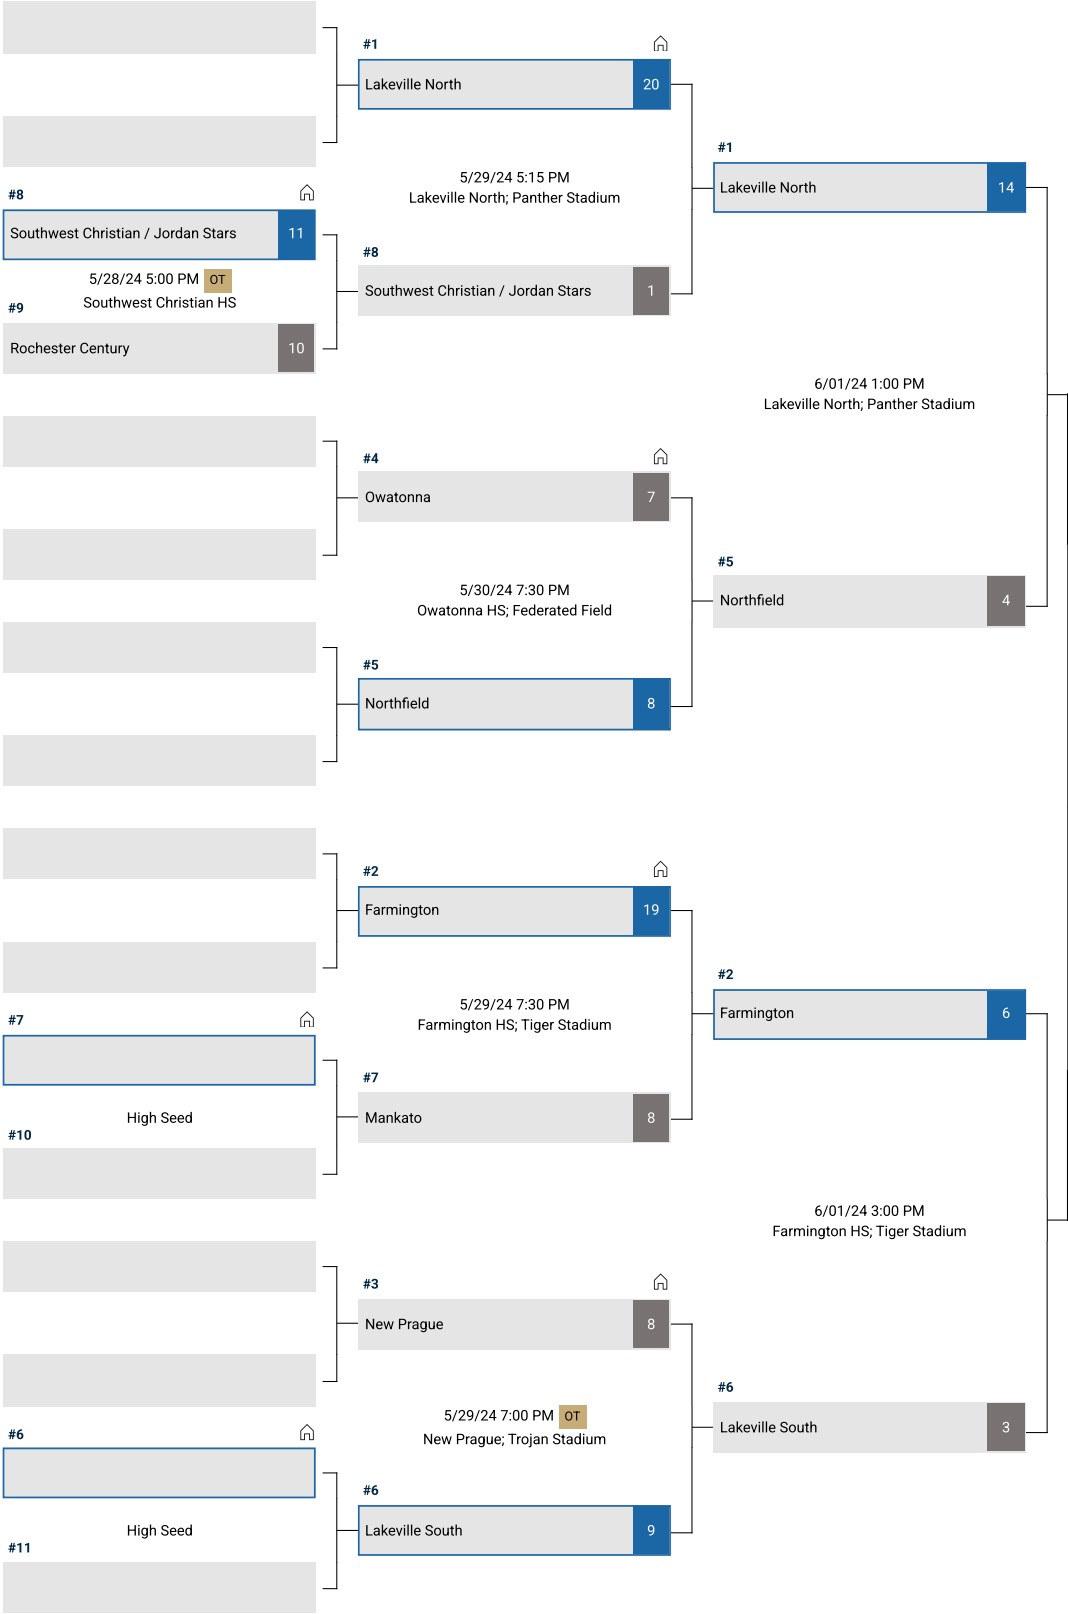 #8
Southwest Christian / Jordan Stars 11
5/28/24 5:00 PM OT
Southwest Christian HS
#9
Rochester Century 10
#7
High Seed
#10
#6
High Seed
#11
#1
Lakeville North 20
5/29/24 5:15 PM
Lakeville North; Panther Stadium
#8
Southwest Christian / Jordan Stars 1
#4
Owatonna 7
5/30/24 7:30 PM
Owatonna HS; Federated Field
#5
Northfield 8
#2
Farmington 19
5/29/24 7:30 PM
Farmington HS; Tiger Stadium
#7
Mankato 8
#3
New Prague 8
5/29/24 7:00 PM OT
New Prague; Trojan Stadium
#6
Lakeville South 9
#1
Lakeville North 14
6/01/24 1:00 PM
Lakeville North; Panther Stadium
#5
Northfield 4
#2
Farmington 6
6/01/24 3:00 PM
Farmington HS; Tiger Stadium
#6
Lakeville South 3